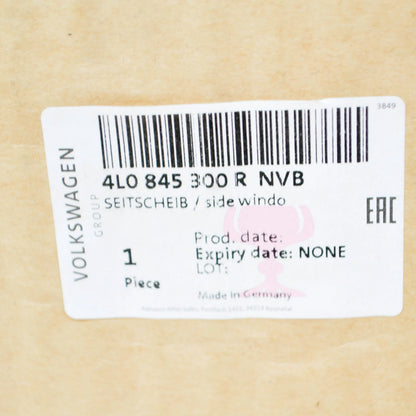 3849
VOLKSWAGEN
GROUP
4L0 845 300 R NVB
SEITSCHEIB / side windo
EAC
1
Piece
Prod. date:
Expiry date: NONE
LOT:
Made in Germany